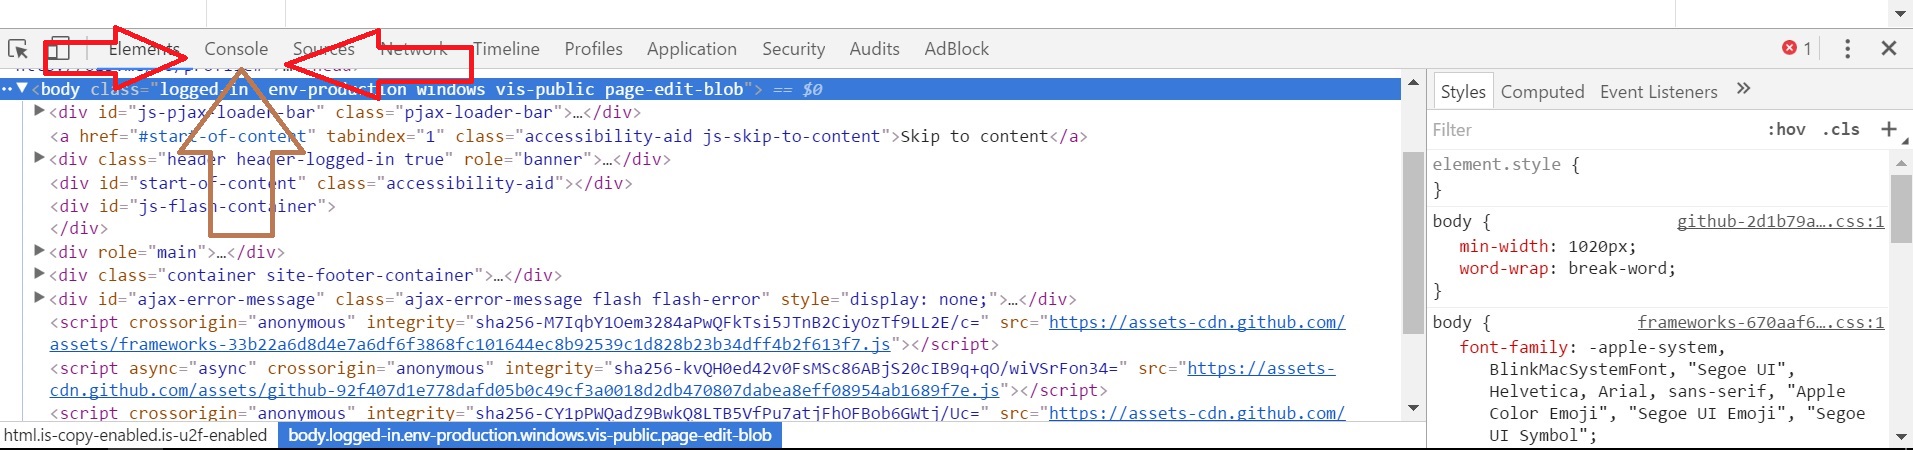 Elements Console Sources Network Timeline Profiles Application Security Audits AdBlock 1
<body class="logged-in env-production windows vis-public page-edit-blob"> == $0
<div id="js-pjax-loader-bar" class="pjax-loader-bar">…</div>
<a href="#start-of-content" tabindex="1" class="accessibility-aid js-skip-to-content">Skip to content</a>
<div class="header header-logged-in true" role="banner">…</div>
<div id="start-of-content" class="accessibility-aid"></div>
<div id="js-flash-container">
</div>
<div role="main">…</div>
<div class="container site-footer-container">…</div>
<div id="ajax-error-message" class="ajax-error-message flash flash-error" style="display: none;">…</div>
<script crossorigin="anonymous" integrity="sha256-M7IqbY1Oem3284aPwQFkTsi5JTnB2CiyOzTf9LL2E/c=" src="https://assets-cdn.github.com/
assets/frameworks-33b22a6d8d4e7a6df6f3868fc101644ec8b92539c1d828b23b34dff4b2f613f7.js"></script>
<script async="async" crossorigin="anonymous" integrity="sha256-kvQH0ed42v0FsMSc86ABjS20cIB9q+qO/wiVSrFon34=" src="https://assets-
cdn.github.com/assets/github-92f407d1e778dafd05b0c49cf3a0018d2db470807dabea8eff08954ab1689f7e.js"></script>
<script crossorigin="anonymous" integrity="sha256-CY1pPWQadZ9BwkQ8LTB5VfPu7atjFhOFBob6GWtj/Uc=" src="https://assets-cdn.github.com/
html.is-copy-enabled.is-u2f-enabled body.logged-in.env-production.windows.vis-public.page-edit-blob
Styles Computed Event Listeners »
Filter :hov .cls +
element.style {
}
body { github-2d1b79a….css:1
min-width: 1020px;
word-wrap: break-word;
}
body { frameworks-670aaf6….css:1
font-family: -apple-system,
BlinkMacSystemFont, "Segoe UI",
Helvetica, Arial, sans-serif, "Apple
Color Emoji", "Segoe UI Emoji", "Segoe
UI Symbol";